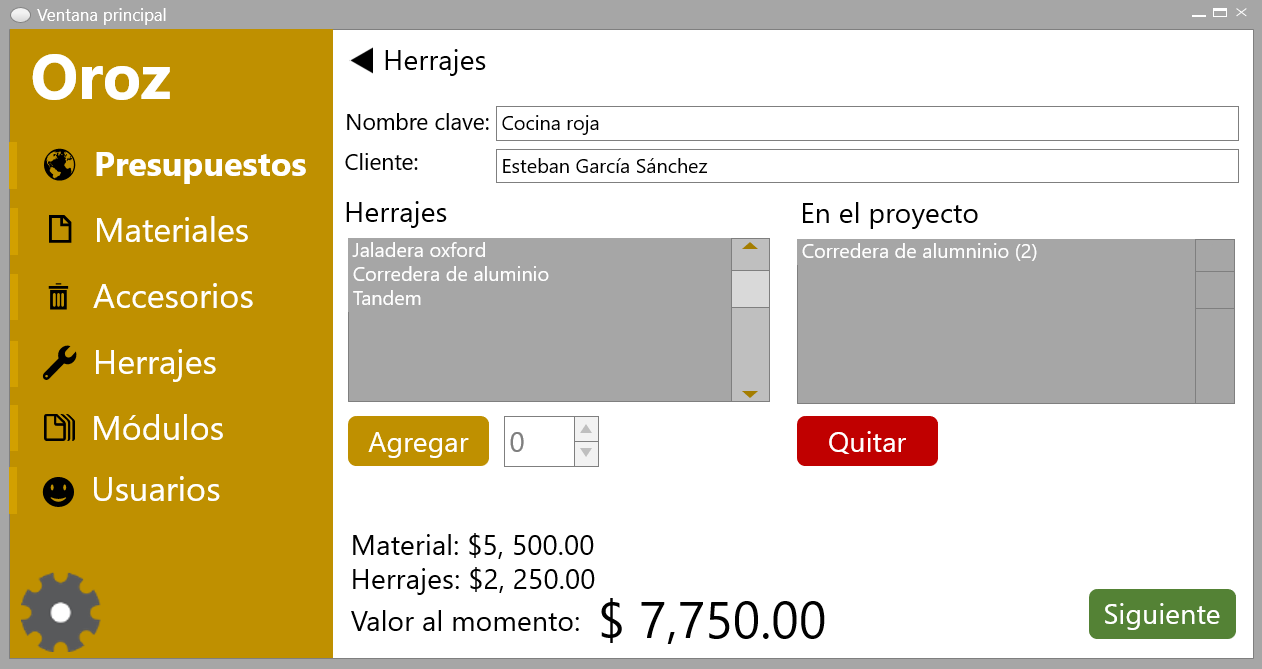 Ventana principal
Oroz
Presupuestos
Materiales
Accesorios
Herrajes
Módulos
Usuarios
Herrajes
Nombre clave: Cocina roja
Cliente: Esteban García Sánchez
Herrajes
Jaladera oxford
Corredera de aluminio
Tandem
Agregar 0
En el proyecto
Corredera de alumninio (2)
Quitar
Material: $5, 500.00
Herrajes: $2, 250.00
Valor al momento: $ 7,750.00
Siguiente